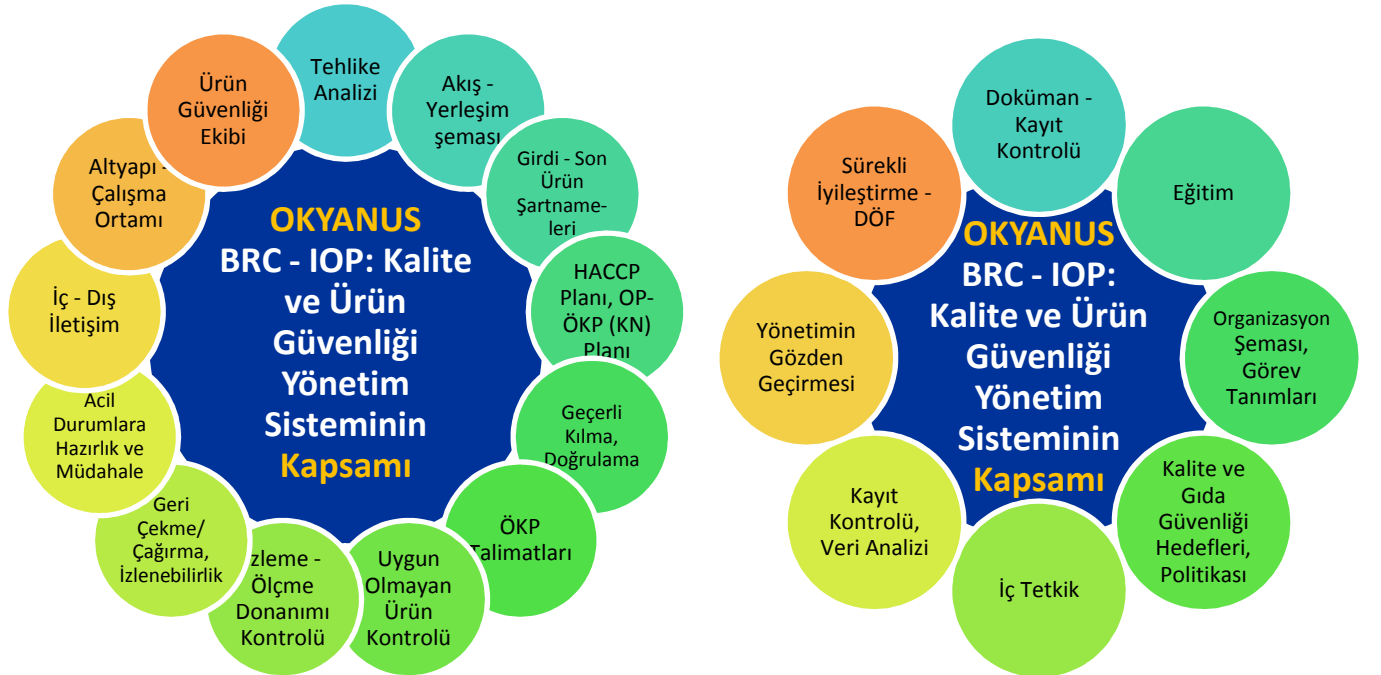 Tehlike
Analizi
Akış -
Yerleşim
şeması
Girdi - Son
Ürün
Şartname-
leri
HACCP
Planı, OP-
ÖKP (KN)
Planı
Geçerli
Kılma,
Doğrulama
ÖKP
Talimatları
Uygun
Olmayan
Ürün
Kontrolü
zleme -
Ölçme
Donanımı
Kontrolü
Geri
Çekme/
Çağırma,
İzlenebilirlik
Acil
Durumlara
Hazırlık ve
Müdahale
İç - Dış
İletişim
Altyapı -
Çalışma
Ortamı
Ürün
Güvenliği
Ekibi
OKYANUS
BRC - IOP: Kalite
ve Ürün
Güvenliği
Yönetim
Sisteminin
Kapsamı
Doküman -
Kayıt
Kontrolü
Eğitim
Organizasyon
Şeması,
Görev
Tanımları
Kalite ve
Gıda
Güvenliği
Hedefleri,
Politikası
İç Tetkik
Kayıt
Kontrolü,
Veri Analizi
Yönetimin
Gözden
Geçirmesi
Sürekli
İyileştirme -
DÖF
OKYANUS
BRC - IOP:
Kalite ve Ürün
Güvenliği
Yönetim
Sisteminin
Kapsamı